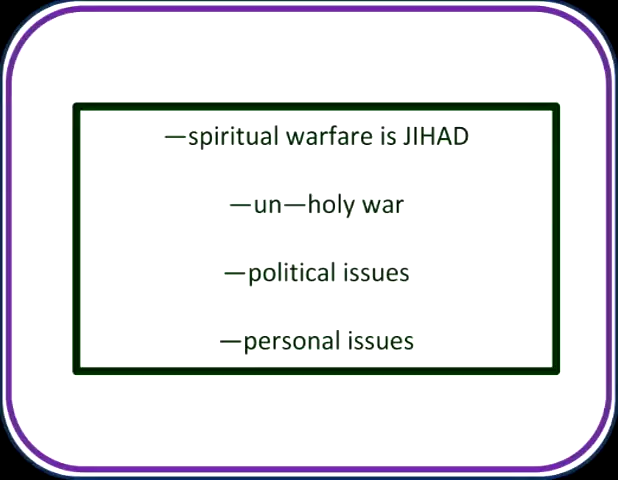 —spiritual warfare is JIHAD
—un—holy war
—political issues
—personal issues